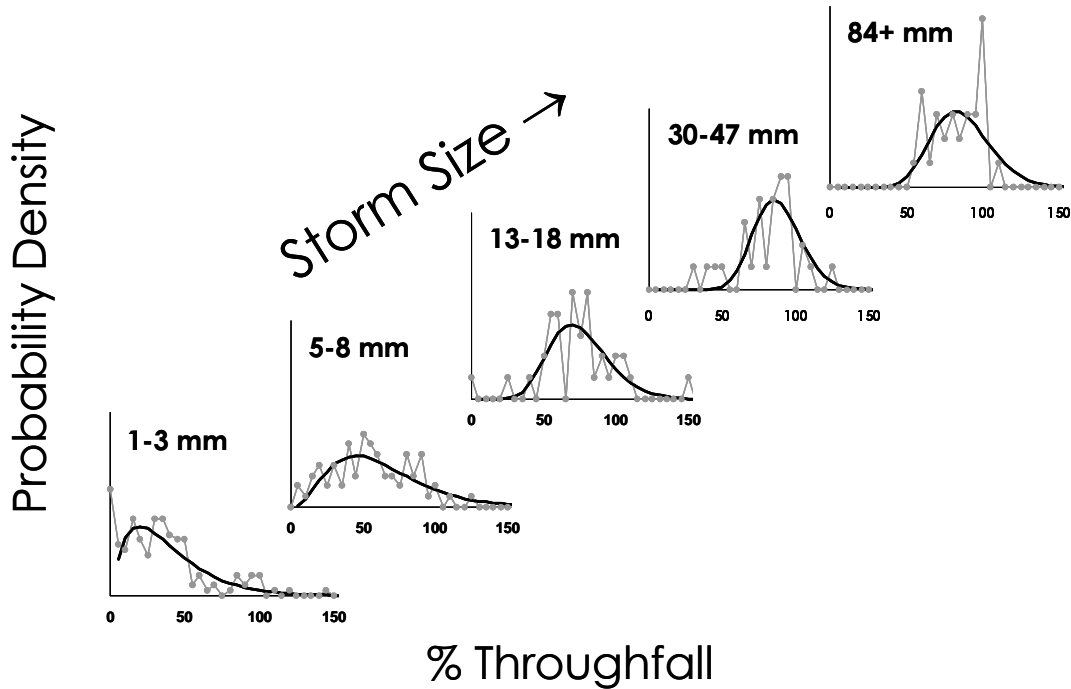 84+ mm
0 50 100 150
Storm Size →
30-47 mm
0 50 100 150
13-18 mm
0 50 100 150
5-8 mm
0 50 100 150
1-3 mm
0 50 100 150
Probability Density
% Throughfall